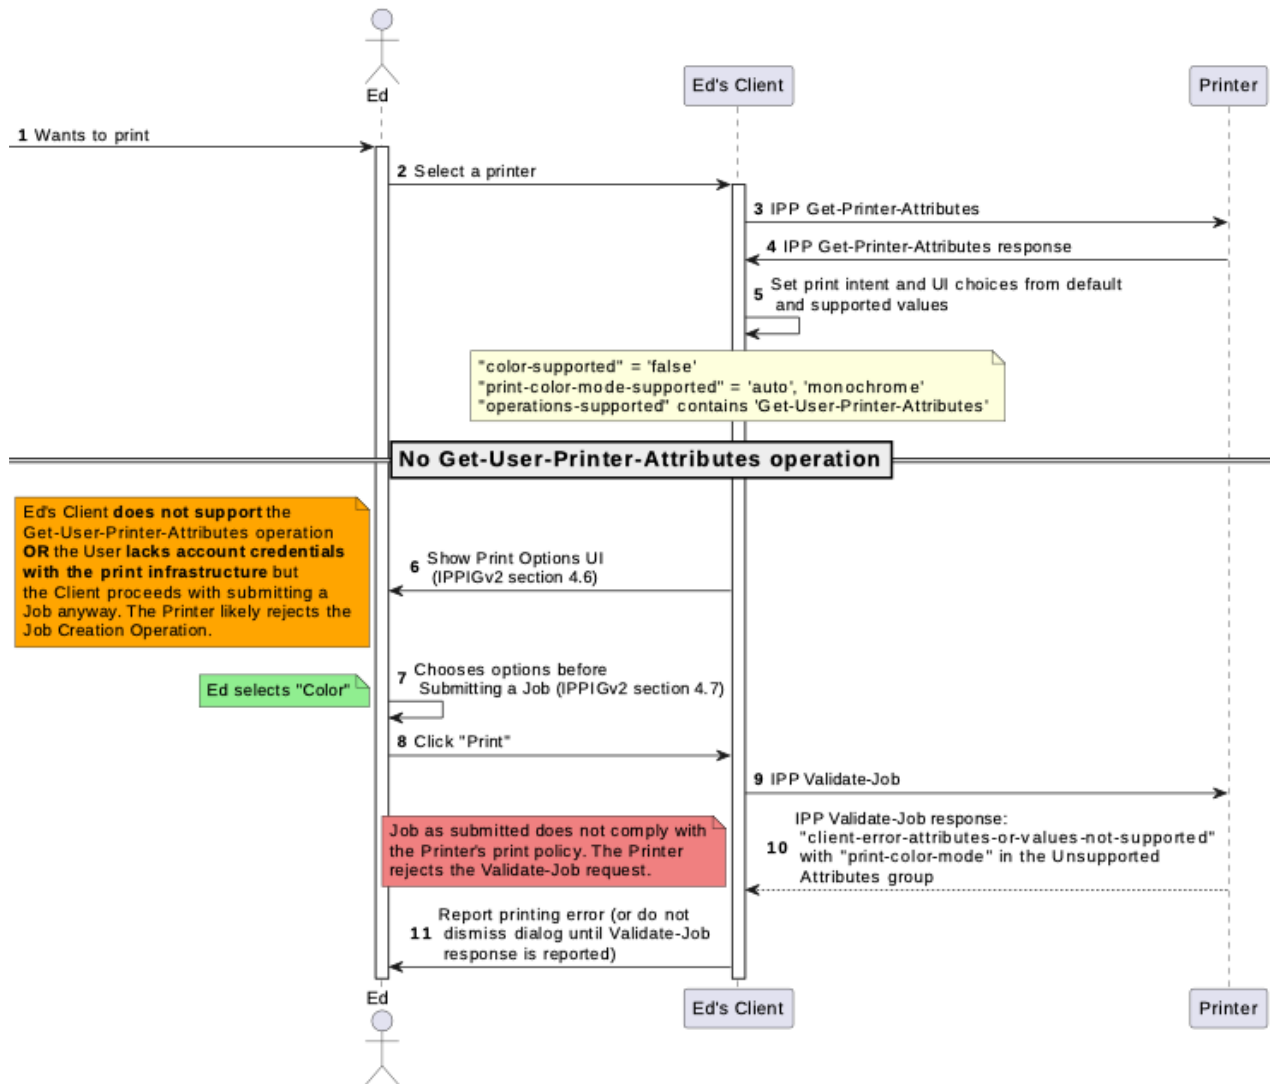 Ed
Ed's Client
Printer
1 Wants to print
2 Select a printer
3 IPP Get-Printer-Attributes
4 IPP Get-Printer-Attributes response
5 Set print intent and UI choices from default
and supported values
"color-supported" = 'false'
"print-color-mode-supported" = 'auto', 'monochrome'
"operations-supported" contains 'Get-User-Printer-Attributes'
No Get-User-Printer-Attributes operation
Ed's Client does not support the
Get-User-Printer-Attributes operation
OR the User lacks account credentials
with the print infrastructure but
the Client proceeds with submitting a
Job anyway. The Printer likely rejects the
Job Creation Operation.
6 Show Print Options UI
(IPPIGv2 section 4.6)
7 Chooses options before
Submitting a Job (IPPIGv2 section 4.7)
Ed selects "Color"
8 Click "Print"
9 IPP Validate-Job
IPP Validate-Job response:
"client-error-attributes-or-values-not-supported"
10 with "print-color-mode" in the Unsupported
Attributes group
Job as submitted does not comply with
the Printer's print policy. The Printer
rejects the Validate-Job request.
Report printing error (or do not
11 dismiss dialog until Validate-Job
response is reported)
Ed
Ed's Client
Printer